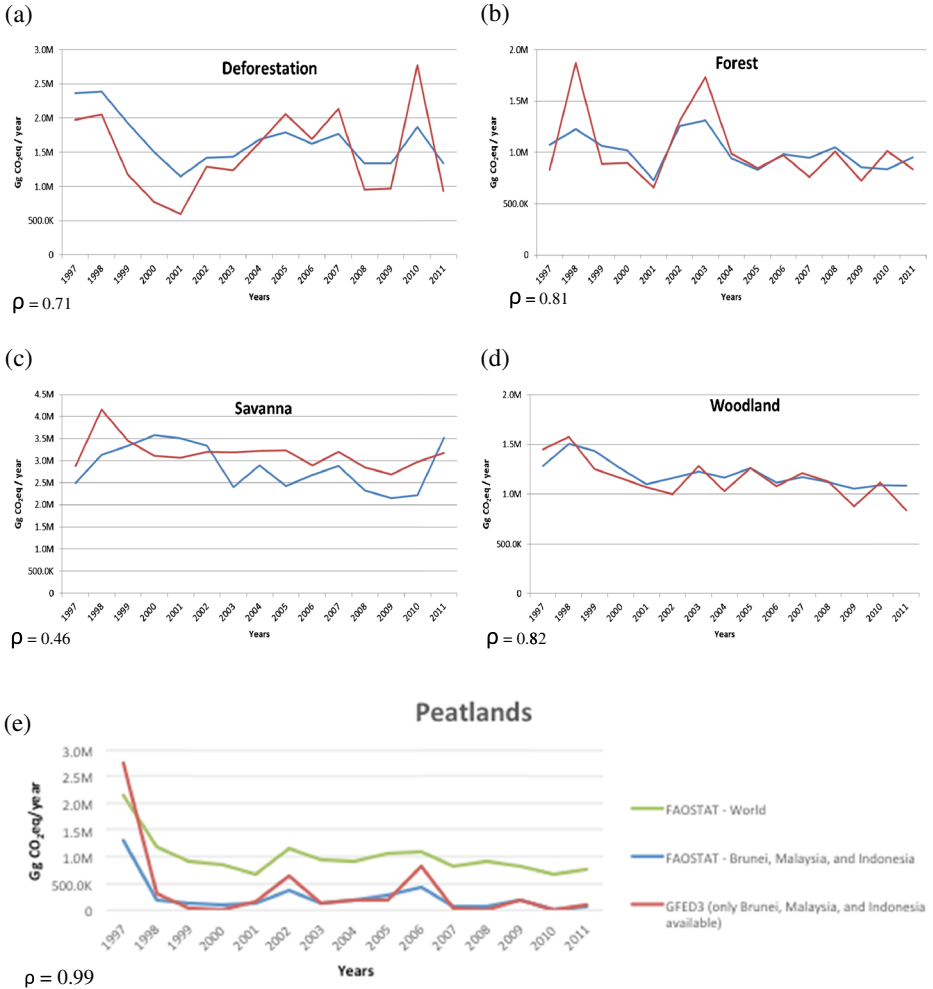 (a)
Deforestation
Gg CO₂eq / year
3.0M
2.5M
2.0M
1.5M
1.0M
500.0K
0
1997 1998 1999 2000 2001 2002 2003 2004 2005 2006 2007 2008 2009 2010 2011
Years
ρ = 0.71
(b)
Forest
Gg CO₂eq / year
2.0M
1.5M
1.0M
500.0K
0
1997 1998 1999 2000 2001 2002 2003 2004 2005 2006 2007 2008 2009 2010 2011
Years
ρ = 0.81
(c)
Savanna
Gg CO₂eq / year
4.5M
4.0M
3.5M
3.0M
2.5M
2.0M
1.5M
1.0M
500.0K
0
1997 1998 1999 2000 2001 2002 2003 2004 2005 2006 2007 2008 2009 2010 2011
Years
ρ = 0.46
(d)
Woodland
Gg CO₂eq / year
2.0M
1.5M
1.0M
500.0K
0
1997 1998 1999 2000 2001 2002 2003 2004 2005 2006 2007 2008 2009 2010 2011
Years
ρ = 0.82
(e)
Peatlands
Gg CO₂eq/year
3.0M
2.5M
2.0M
1.5M
1.0M
500.0K
0
1997 1998 1999 2000 2001 2002 2003 2004 2005 2006 2007 2008 2009 2010 2011
Years
FAOSTAT - World
FAOSTAT - Brunei, Malaysia, and Indonesia
GFED3 (only Brunei, Malaysia, and Indonesia
available)
ρ = 0.99